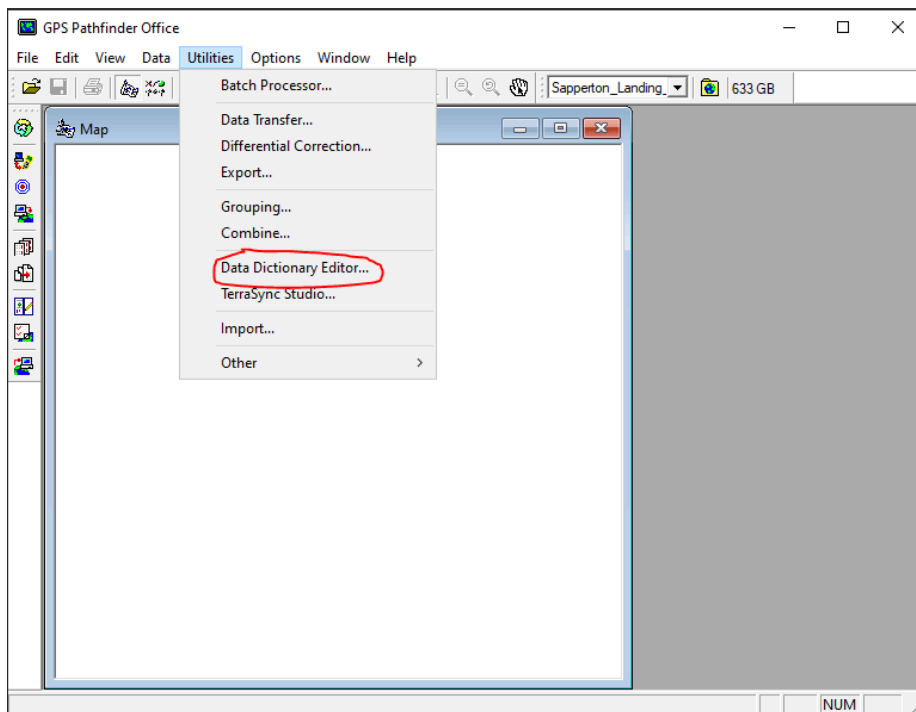 GPS Pathfinder Office
File Edit View Data Utilities Options Window Help
Sapperton_Landing_ 633 GB
Map
Batch Processor...
Data Transfer...
Differential Correction...
Export...
Grouping...
Combine...
Data Dictionary Editor...
TerraSync Studio...
Import...
Other
NUM